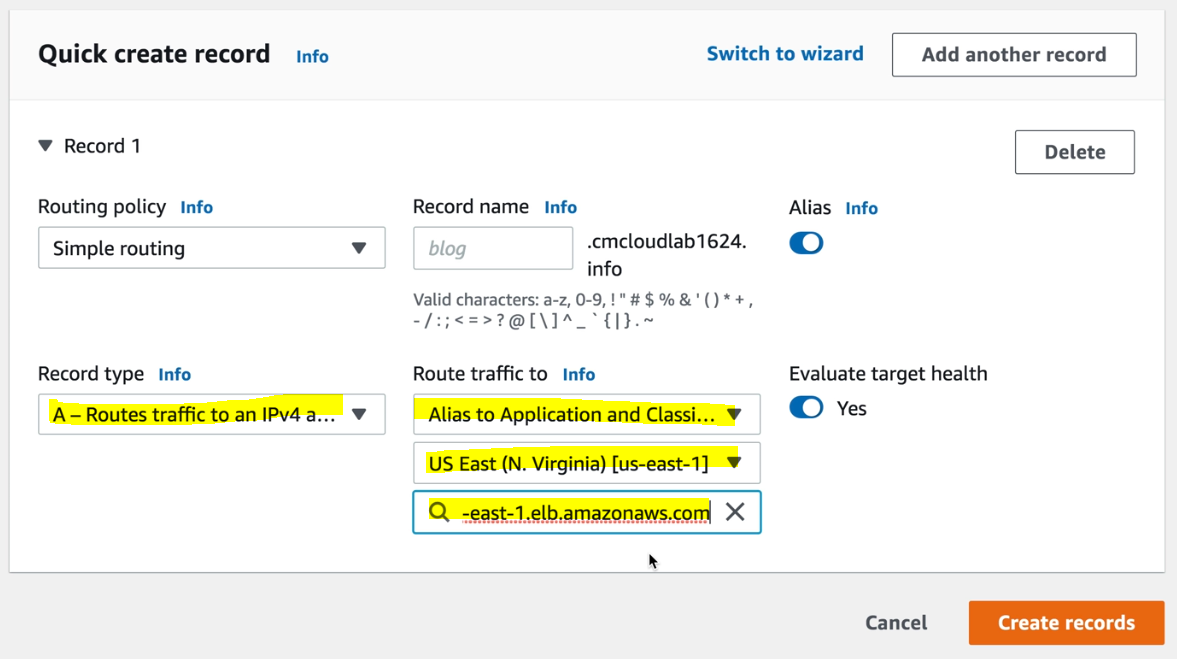 Quick create record Info Switch to wizard Add another record
▼ Record 1 Delete
Routing policy Info
Simple routing
Record name Info
blog .cmcloudlab1624.
info
Valid characters: a-z, 0-9, ! " # $ % & ' ( ) * + ,
- / : ; < = > ? @ [ \ ] ^ _ ` { | } . ~
Alias Info
Record type Info
A – Routes traffic to an IPv4 a...
Route traffic to Info
Alias to Application and Classi...
US East (N. Virginia) [us-east-1]
-east-1.elb.amazonaws.com
Evaluate target health
Yes
Cancel Create records